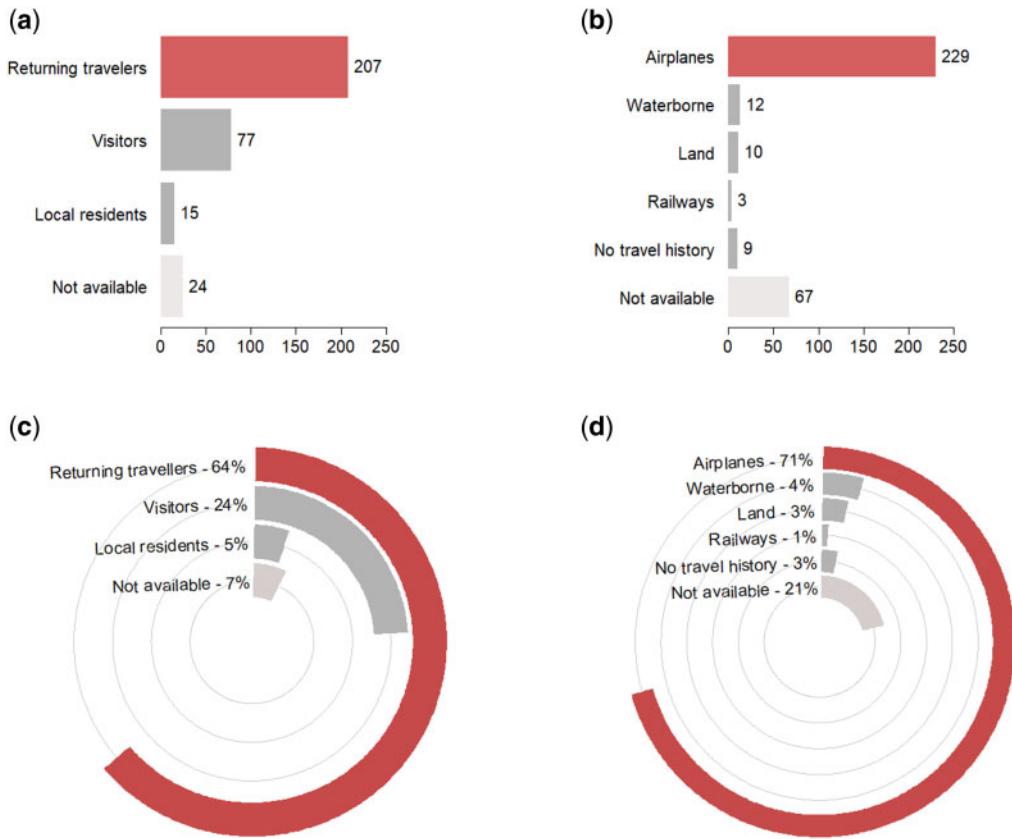 (a)
Returning travelers 207
Visitors 77
Local residents 15
Not available 24
0 50 100 150 200 250
(b)
Airplanes 229
Waterborne 12
Land 10
Railways 3
No travel history 9
Not available 67
0 50 100 150 200 250
(c)
Returning travellers - 64%
Visitors - 24%
Local residents - 5%
Not available - 7%
(d)
Airplanes - 71%
Waterborne - 4%
Land - 3%
Railways - 1%
No travel history - 3%
Not available - 21%